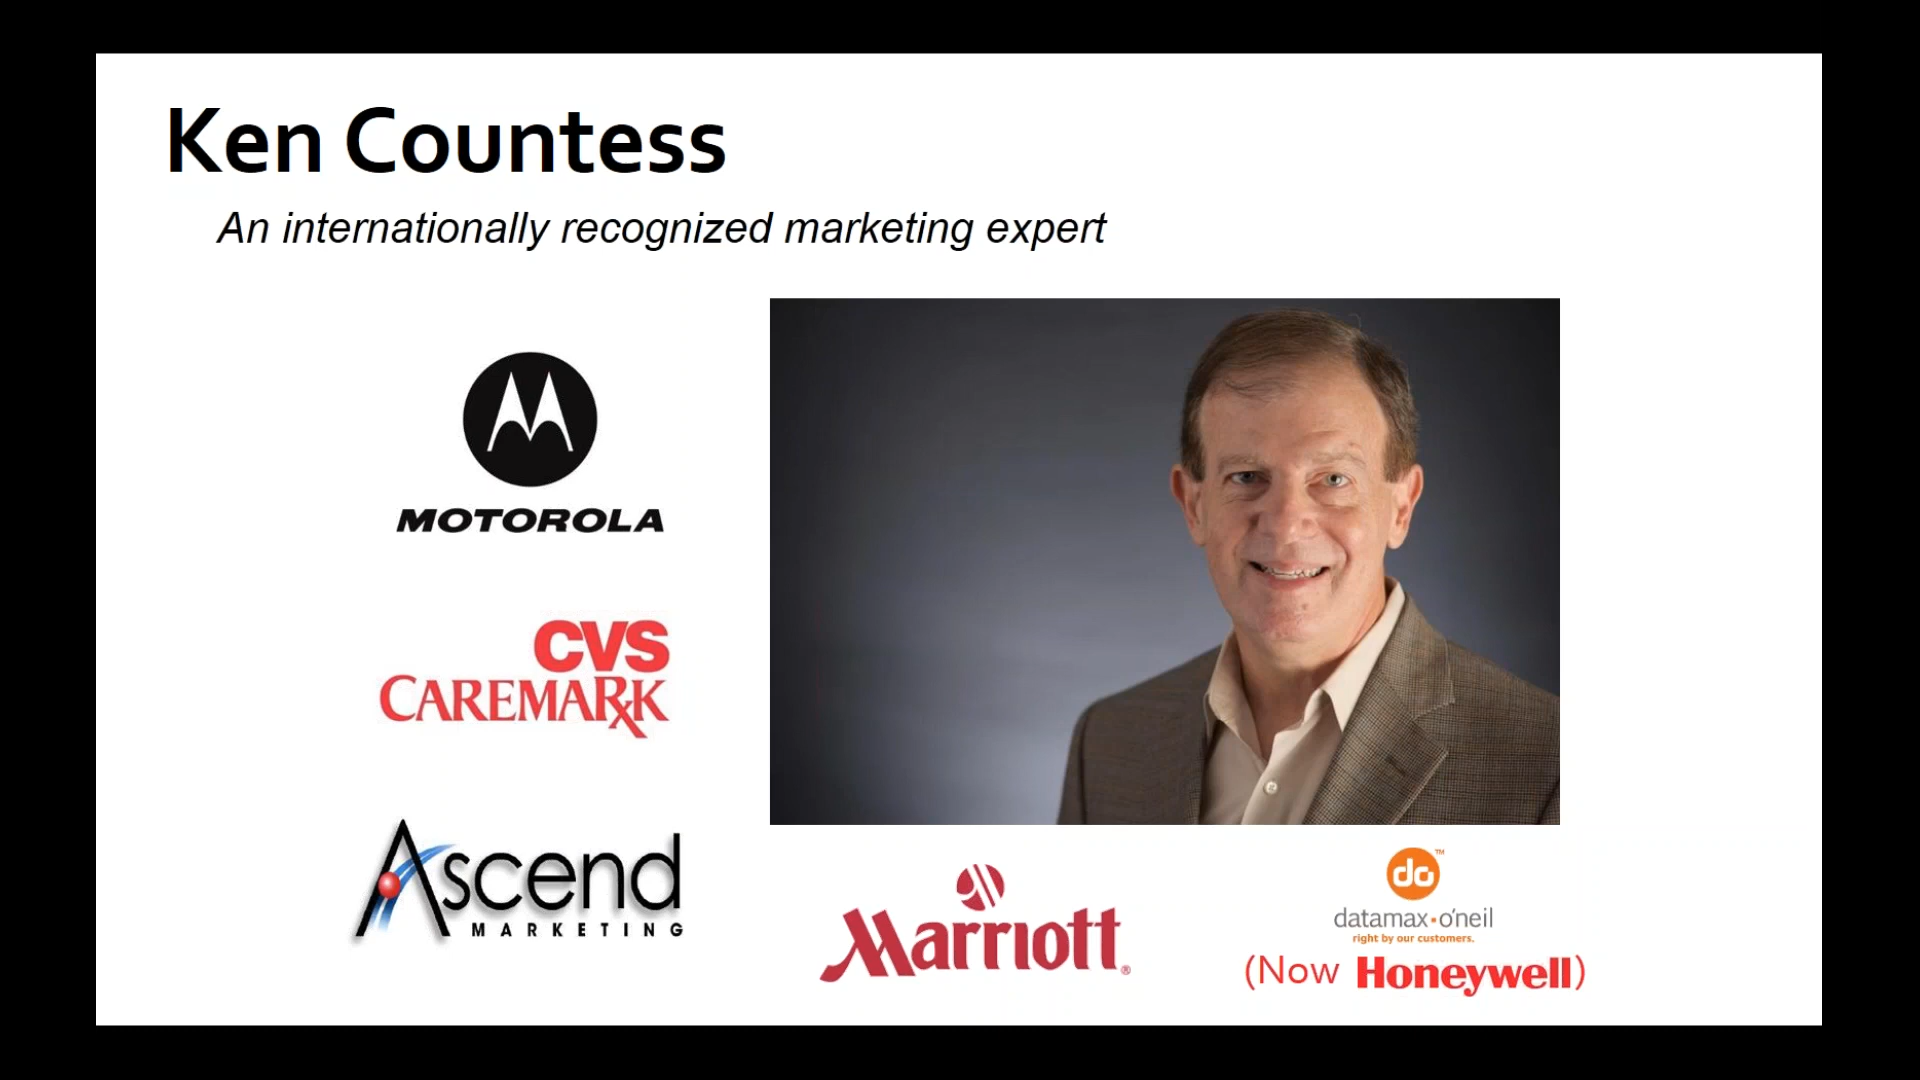 Ken Countess
An internationally recognized marketing expert
MOTOROLA
CVS
CAREMARK
Ascend
MARKETING
Marriott®
do™
datamax•o'neil
right by our customers.
(Now Honeywell)